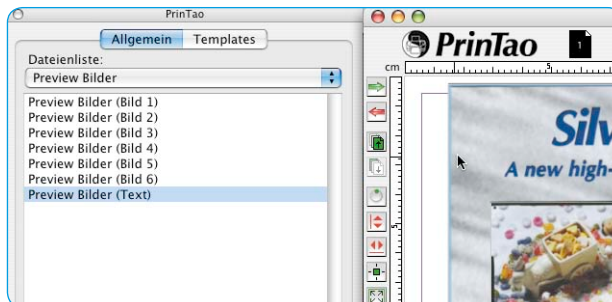 PrinTao
Allgemein Templates
Dateienliste:
Preview Bilder
Preview Bilder (Bild 1)
Preview Bilder (Bild 2)
Preview Bilder (Bild 3)
Preview Bilder (Bild 4)
Preview Bilder (Bild 5)
Preview Bilder (Bild 6)
Preview Bilder (Text)
PrinTao
1
cm
5
Silv
A new high-
5